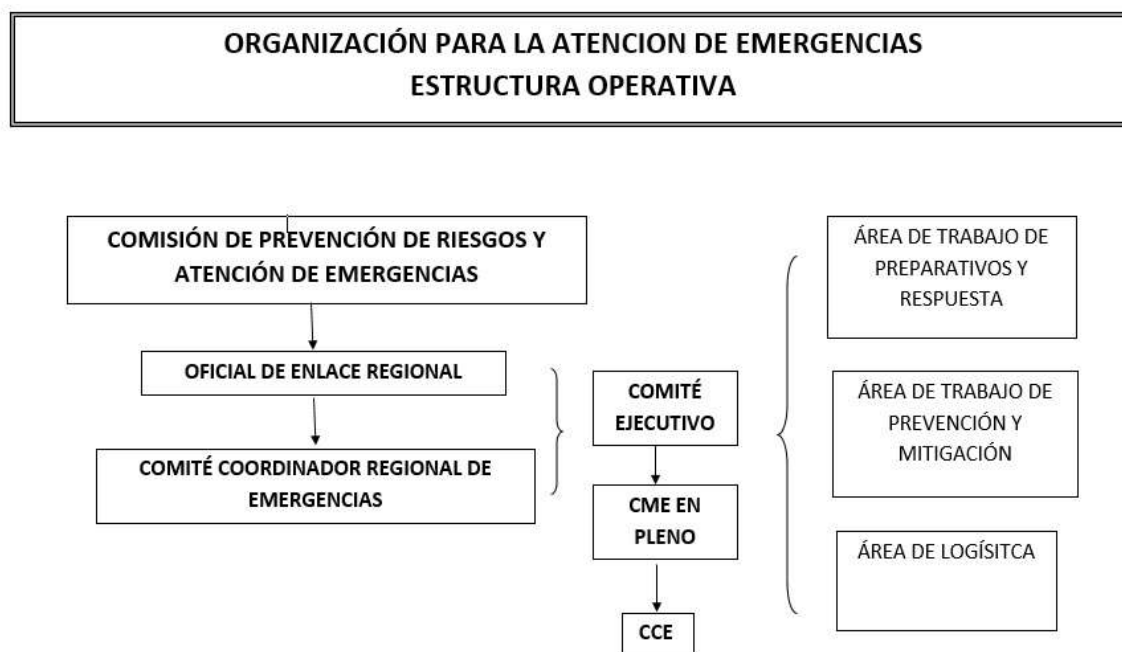 ORGANIZACIÓN PARA LA ATENCION DE EMERGENCIAS
ESTRUCTURA OPERATIVA
COMISIÓN DE PREVENCIÓN DE RIESGOS Y
ATENCIÓN DE EMERGENCIAS
OFICIAL DE ENLACE REGIONAL
COMITÉ COORDINADOR REGIONAL DE
EMERGENCIAS
COMITÉ
EJECUTIVO
CME EN
PLENO
CCE
ÁREA DE TRABAJO DE
PREPARATIVOS Y
RESPUESTA
ÁREA DE TRABAJO DE
PREVENCIÓN Y
MITIGACIÓN
ÁREA DE LOGÍSITCA